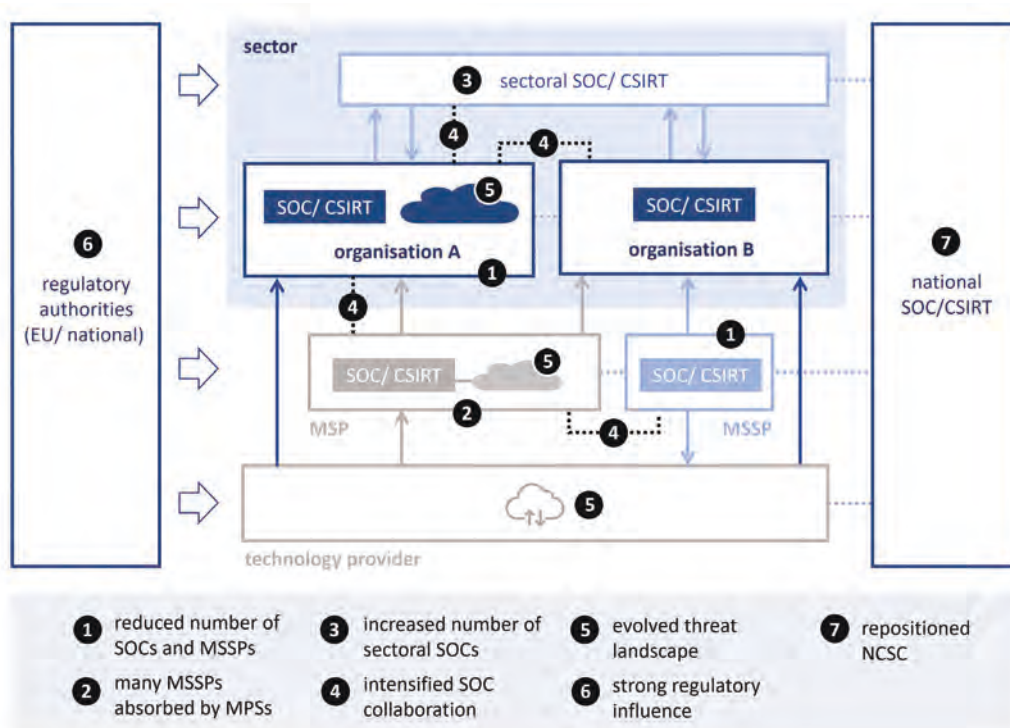 sector
3 sectoral SOC/ CSIRT
4
4
SOC/ CSIRT
5
organisation A
1
SOC/ CSIRT
organisation B
6
regulatory
authorities
(EU/ national)
7
national
SOC/CSIRT
4
SOC/ CSIRT
5
2
MSP
1
SOC/ CSIRT
MSSP
4
5
technology provider
1 reduced number of
SOCs and MSSPs
2 many MSSPs
absorbed by MPSs
3 increased number of
sectoral SOCs
4 intensified SOC
collaboration
5 evolved threat
landscape
6 strong regulatory
influence
7 repositioned
NCSC